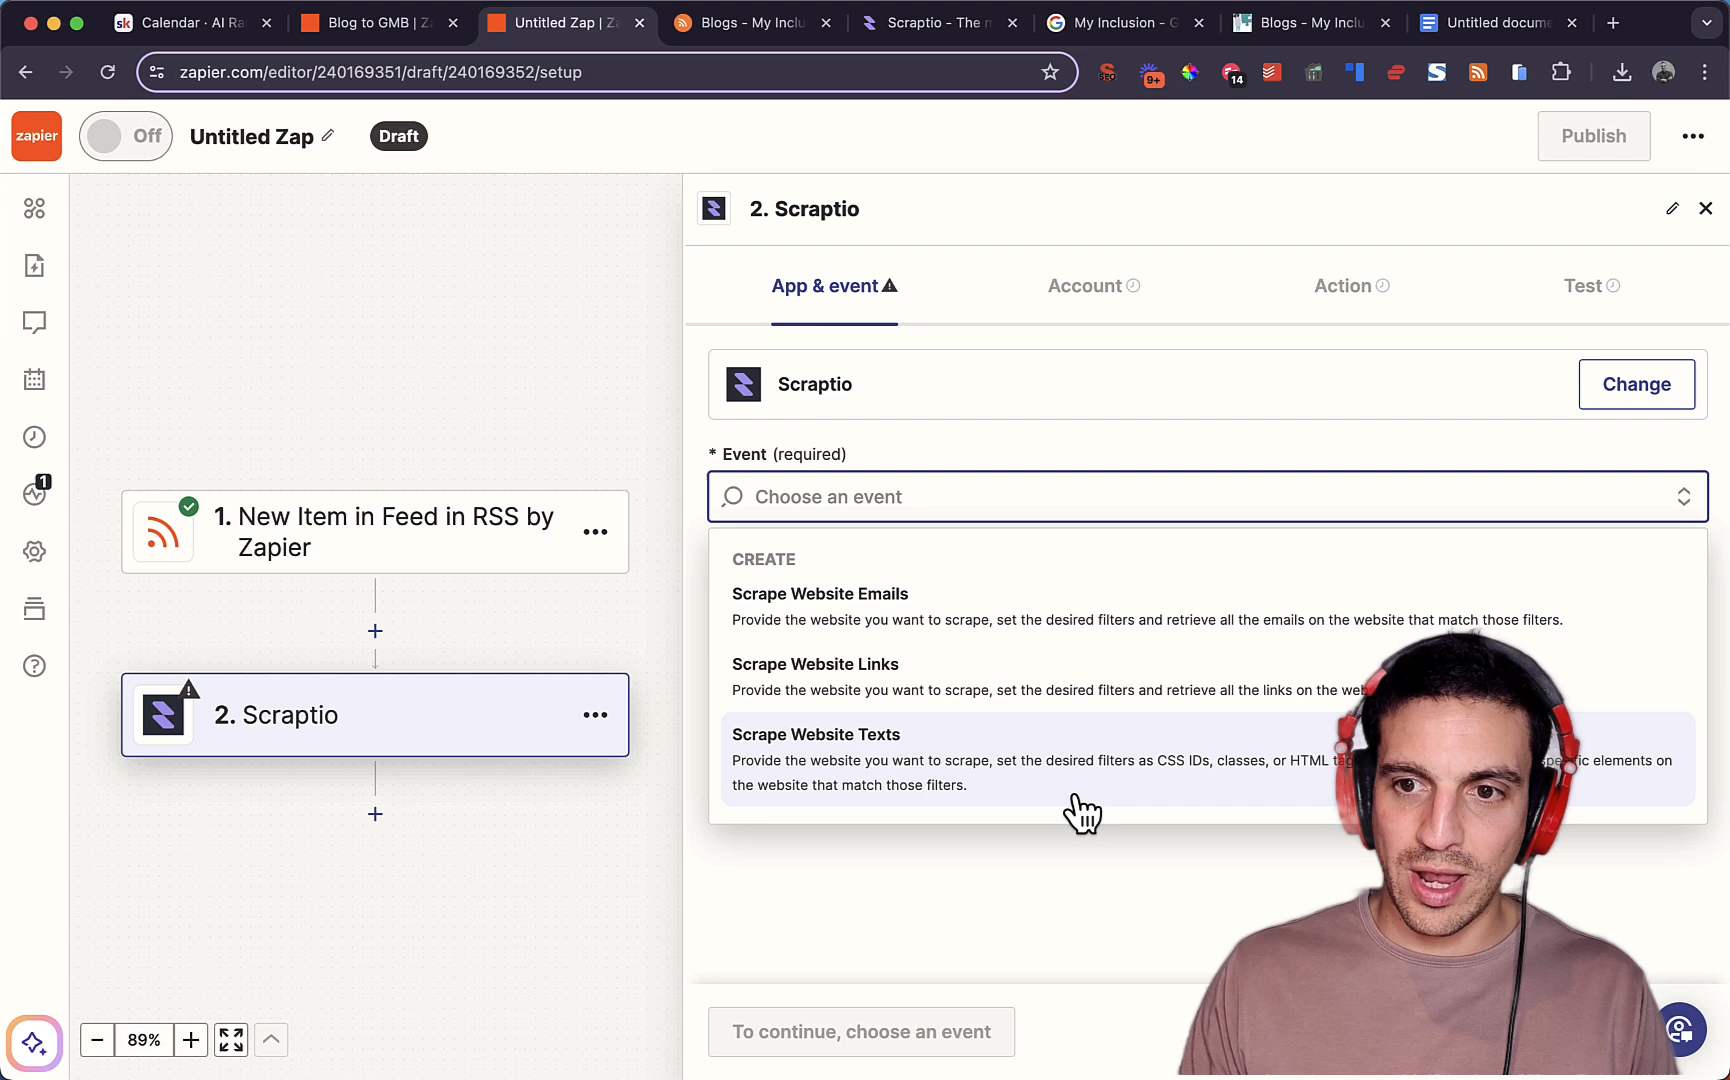 Calendar · AI Ra
Blog to GMB | Za
Untitled Zap | Za
Blogs - My Inclu
Scraptio - The m
My Inclusion - G
Blogs - My Inclu
Untitled docume
zapier.com/editor/240169351/draft/240169352/setup
SEO
9+
14
zapier
Off
Untitled Zap
Draft
Publish
2. Scraptio
App & event
Account
Action
Test
Scraptio
Change
* Event (required)
Choose an event
CREATE
Scrape Website Emails
Provide the website you want to scrape, set the desired filters and retrieve all the emails on the website that match those filters.
Scrape Website Links
Provide the website you want to scrape, set the desired filters and retrieve all the links on the web
Scrape Website Texts
Provide the website you want to scrape, set the desired filters as CSS IDs, classes, or HTML elements on
the website that match those filters.
To continue, choose an event
1. New Item in Feed in RSS by
Zapier
2. Scraptio
1
89%